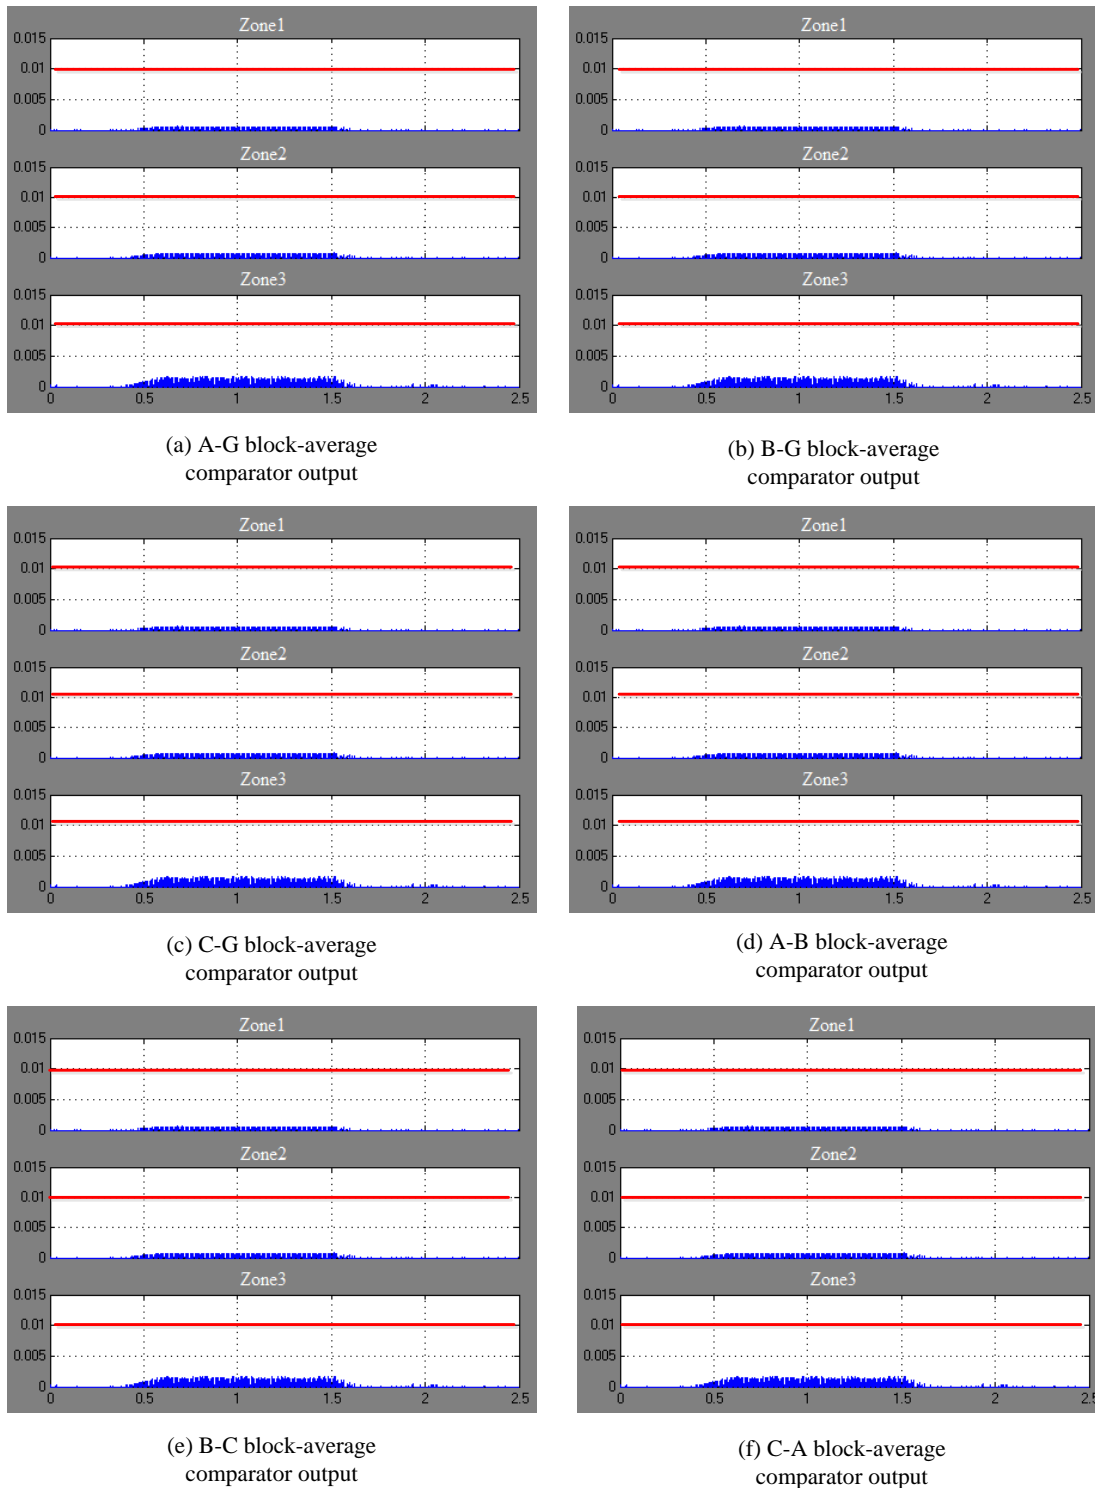 Zone1
0.015
0.01
0.005
0
Zone2
0.015
0.01
0.005
0
Zone3
0.015
0.01
0.005
0
0 0.5 1 1.5 2 2.5
(a) A-G block-average
comparator output
Zone1
0.015
0.01
0.005
0
Zone2
0.015
0.01
0.005
0
Zone3
0.015
0.01
0.005
0
0 0.5 1 1.5 2 2.5
(b) B-G block-average
comparator output
Zone1
0.015
0.01
0.005
0
Zone2
0.015
0.01
0.005
0
Zone3
0.015
0.01
0.005
0
0 0.5 1 1.5 2 2.5
(c) C-G block-average
comparator output
Zone1
0.015
0.01
0.005
0
Zone2
0.015
0.01
0.005
0
Zone3
0.015
0.01
0.005
0
0 0.5 1 1.5 2 2.5
(d) A-B block-average
comparator output
Zone1
0.015
0.01
0.005
0
Zone2
0.015
0.01
0.005
0
Zone3
0.015
0.01
0.005
0
0 0.5 1 1.5 2 2.5
(e) B-C block-average
comparator output
Zone1
0.015
0.01
0.005
0
Zone2
0.015
0.01
0.005
0
Zone3
0.015
0.01
0.005
0
0 0.5 1 1.5 2 2.5
(f) C-A block-average
comparator output